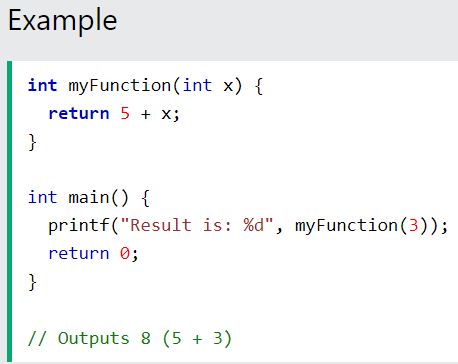 Example
int myFunction(int x) {
  return 5 + x;
}

int main() {
  printf("Result is: %d", myFunction(3));
  return 0;
}

// Outputs 8 (5 + 3)